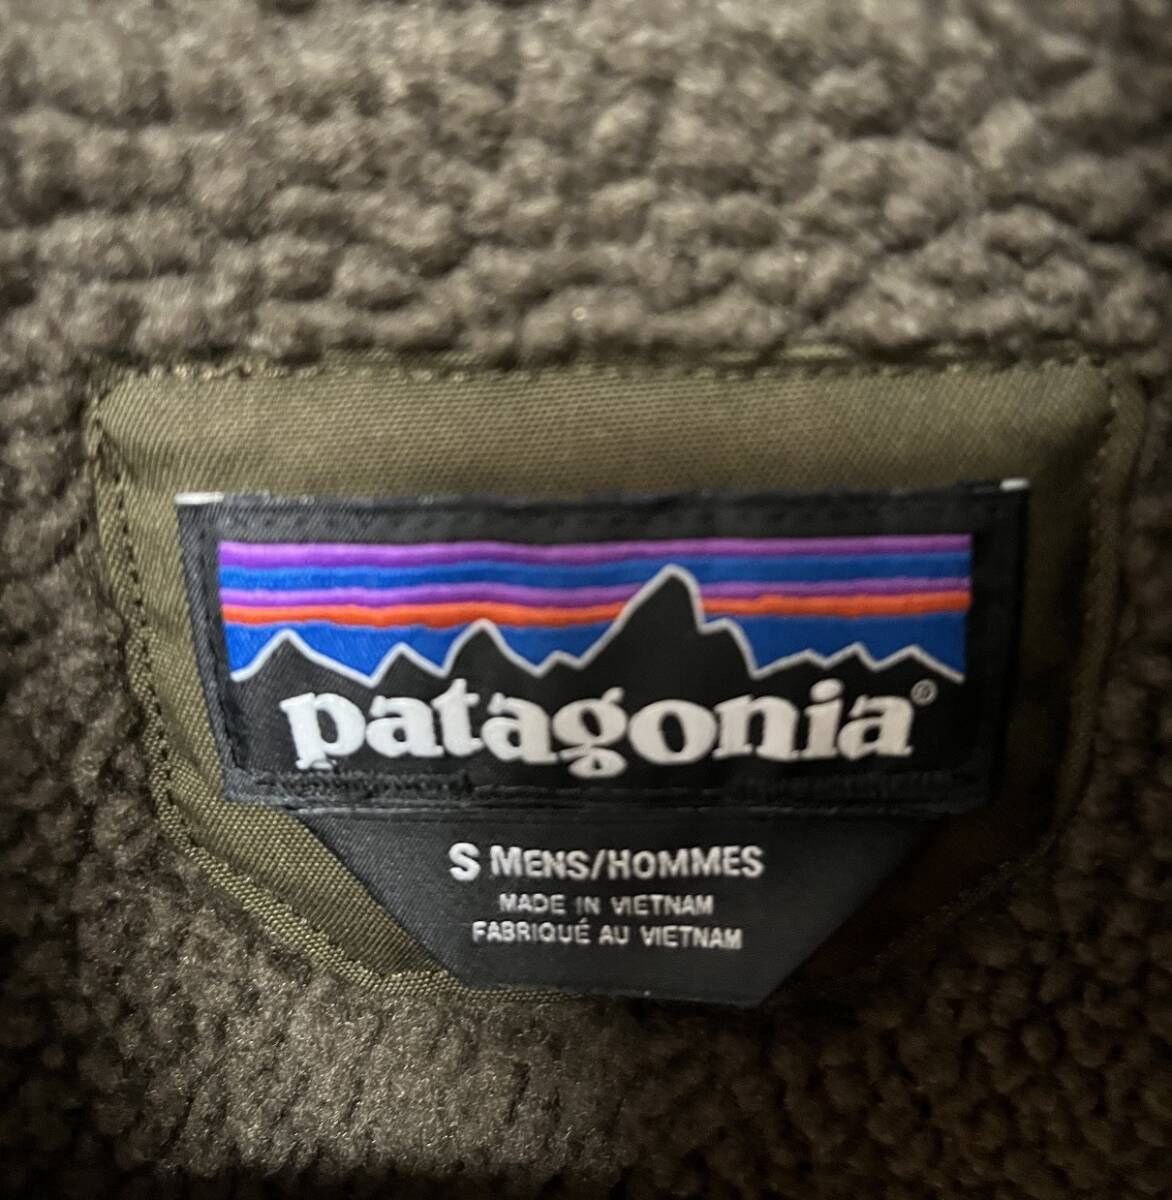 patagonia®
S MENS/HOMMES
MADE IN VIETNAM
FABRIQUÉ AU VIETNAM